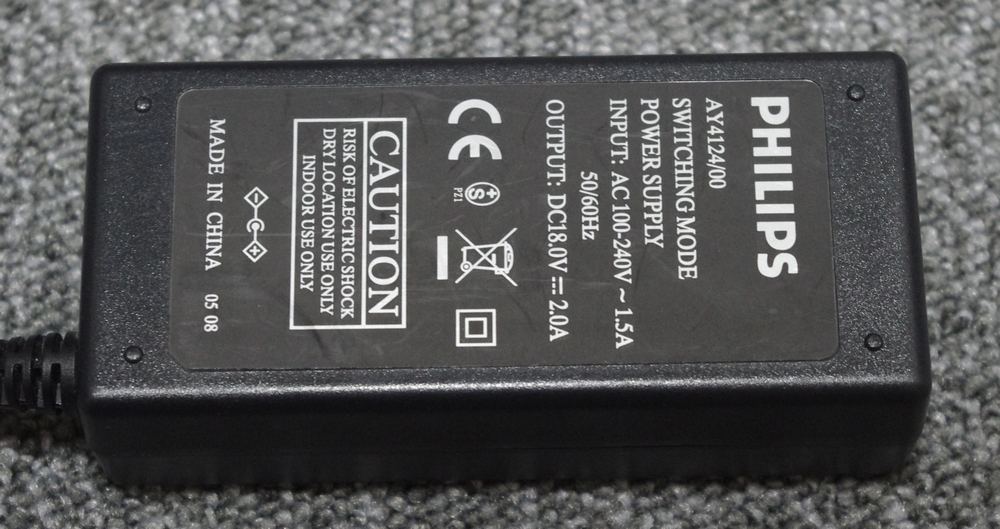 PHILIPS
AY4124/00
SWITCHING MODE
POWER SUPPLY
INPUT: AC 100-240V ~ 1.5A
50/60Hz
OUTPUT: DC18.0V ⎓ 2.0A
CE
S
PZ1
CAUTION
RISK OF ELECTRIC SHOCK
DRY LOCATION USE ONLY
INDOOR USE ONLY
MADE IN CHINA 05 08